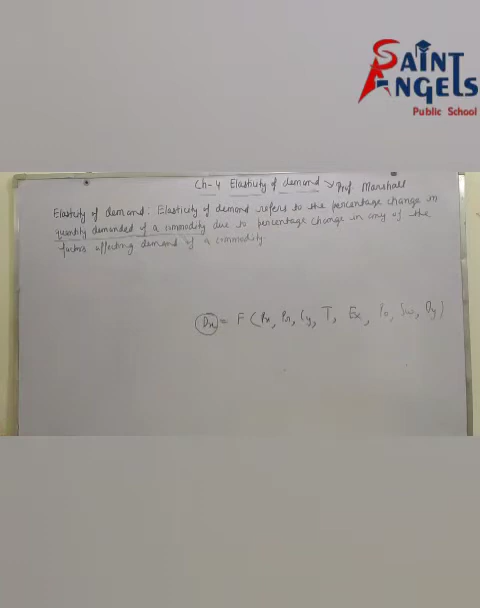 SAINT
ANGELS
Public School
Ch-4 Elasticity of demand → Prof. Marshall
Elasticity of demand: Elasticity of demand refers to the percentage change in
quantity demanded of a commodity due to percentage change in any of the
factors affecting demand of a commodity.
Dx = F (Px, Pr, Cy, T, Ex, Po, Sw, Dy)